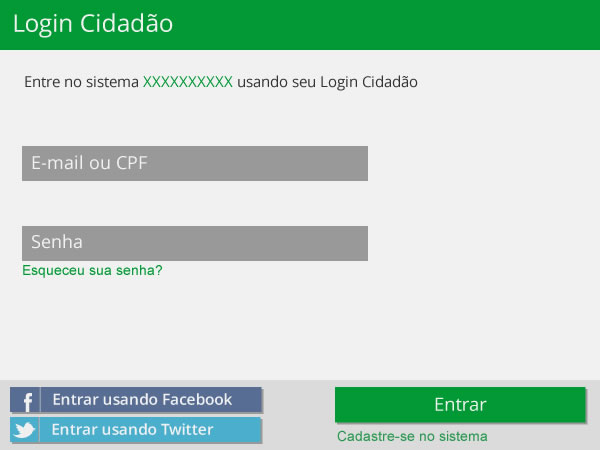 Login Cidadão
Entre no sistema XXXXXXXXXX usando seu Login Cidadão
E-mail ou CPF
Senha
Esqueceu sua senha?
Entrar usando Facebook
Entrar usando Twitter
Entrar
Cadastre-se no sistema